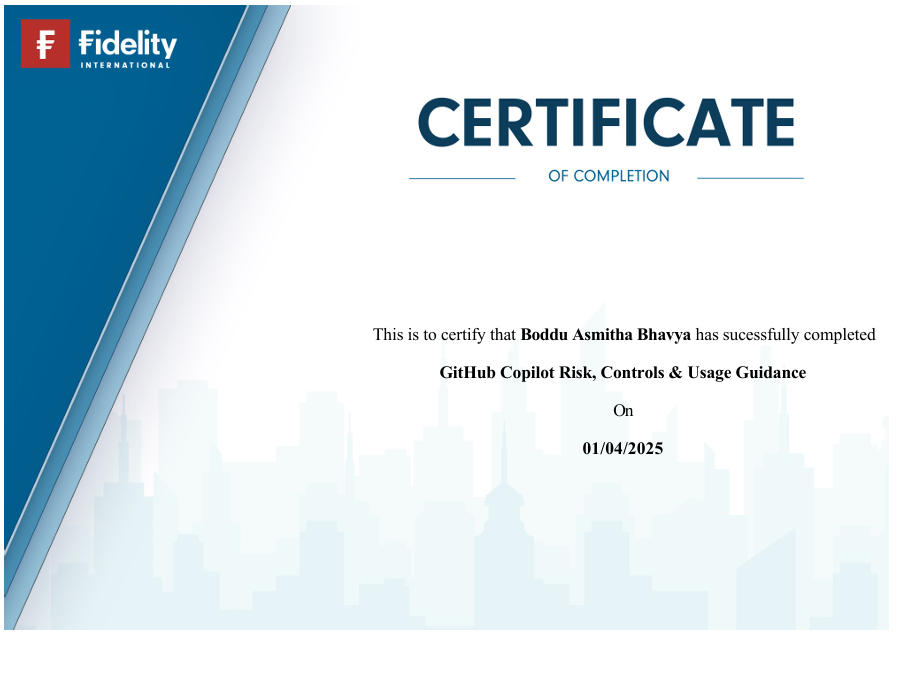 Fidelity
INTERNATIONAL
CERTIFICATE
OF COMPLETION
This is to certify that Boddu Asmitha Bhavya has sucessfully completed
GitHub Copilot Risk, Controls & Usage Guidance
On
01/04/2025